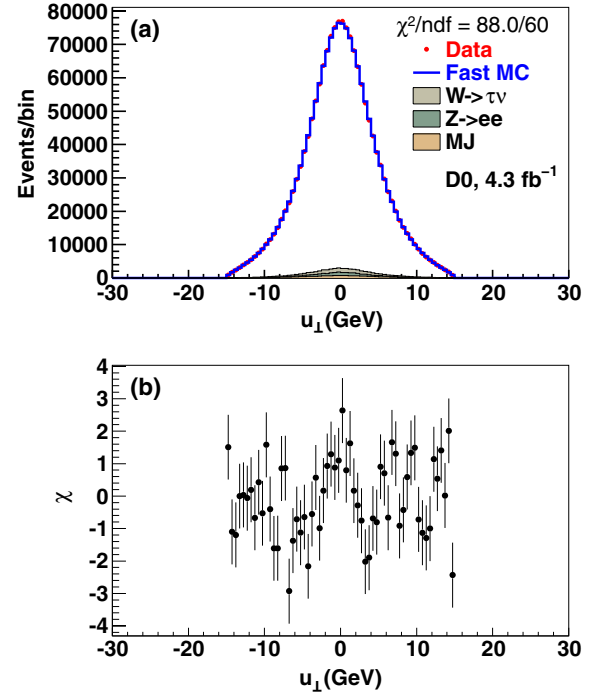 (a)
χ²/ndf = 88.0/60
Data
Fast MC
W->τν
Z->ee
MJ
D0, 4.3 fb⁻¹
Events/bin
80000
70000
60000
50000
40000
30000
20000
10000
0
-30 -20 -10 0 10 20 30
u⊥(GeV)
(b)
χ
4
3
2
1
0
-1
-2
-3
-4
-30 -20 -10 0 10 20 30
u⊥(GeV)